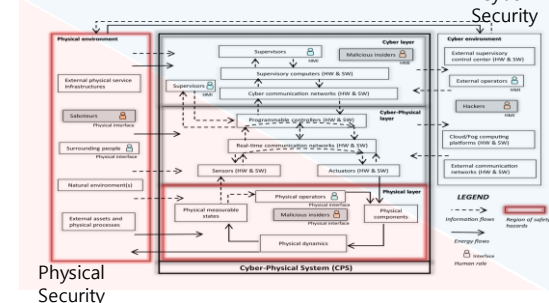 Security
Physical environment
Cyber layer
Cyber environment
Supervisors
HMI
Malicious insiders
HMI
External supervisory
control center (HW & SW)
Supervisory computers (HW & SW)
External physical service
infrastructures
Supervisors
HMI
Cyber communication networks (HW & SW)
External operators
HMI
Hackers
HMI
Saboteurs
Physical interface
Programmable controllers (HW & SW)
Cyber-Physical
layer
Surrounding people
Physical interface
Real-time communication networks (HW & SW)
Cloud/Fog computing
platforms (HW & SW)
Sensors (HW & SW)
Actuators (HW & SW)
External communication
networks (HW & SW)
Natural environment(s)
Physical layer
Physical operators
Physical interface
Physical measurable
states
Malicious insiders
Physical interface
Physical
components
External assets and
physical processes
Physical dynamics
LEGEND
Information flows
Region of safety
hazards
Energy flows
Interface
Human role
Cyber-Physical System (CPS)
Physical
Security